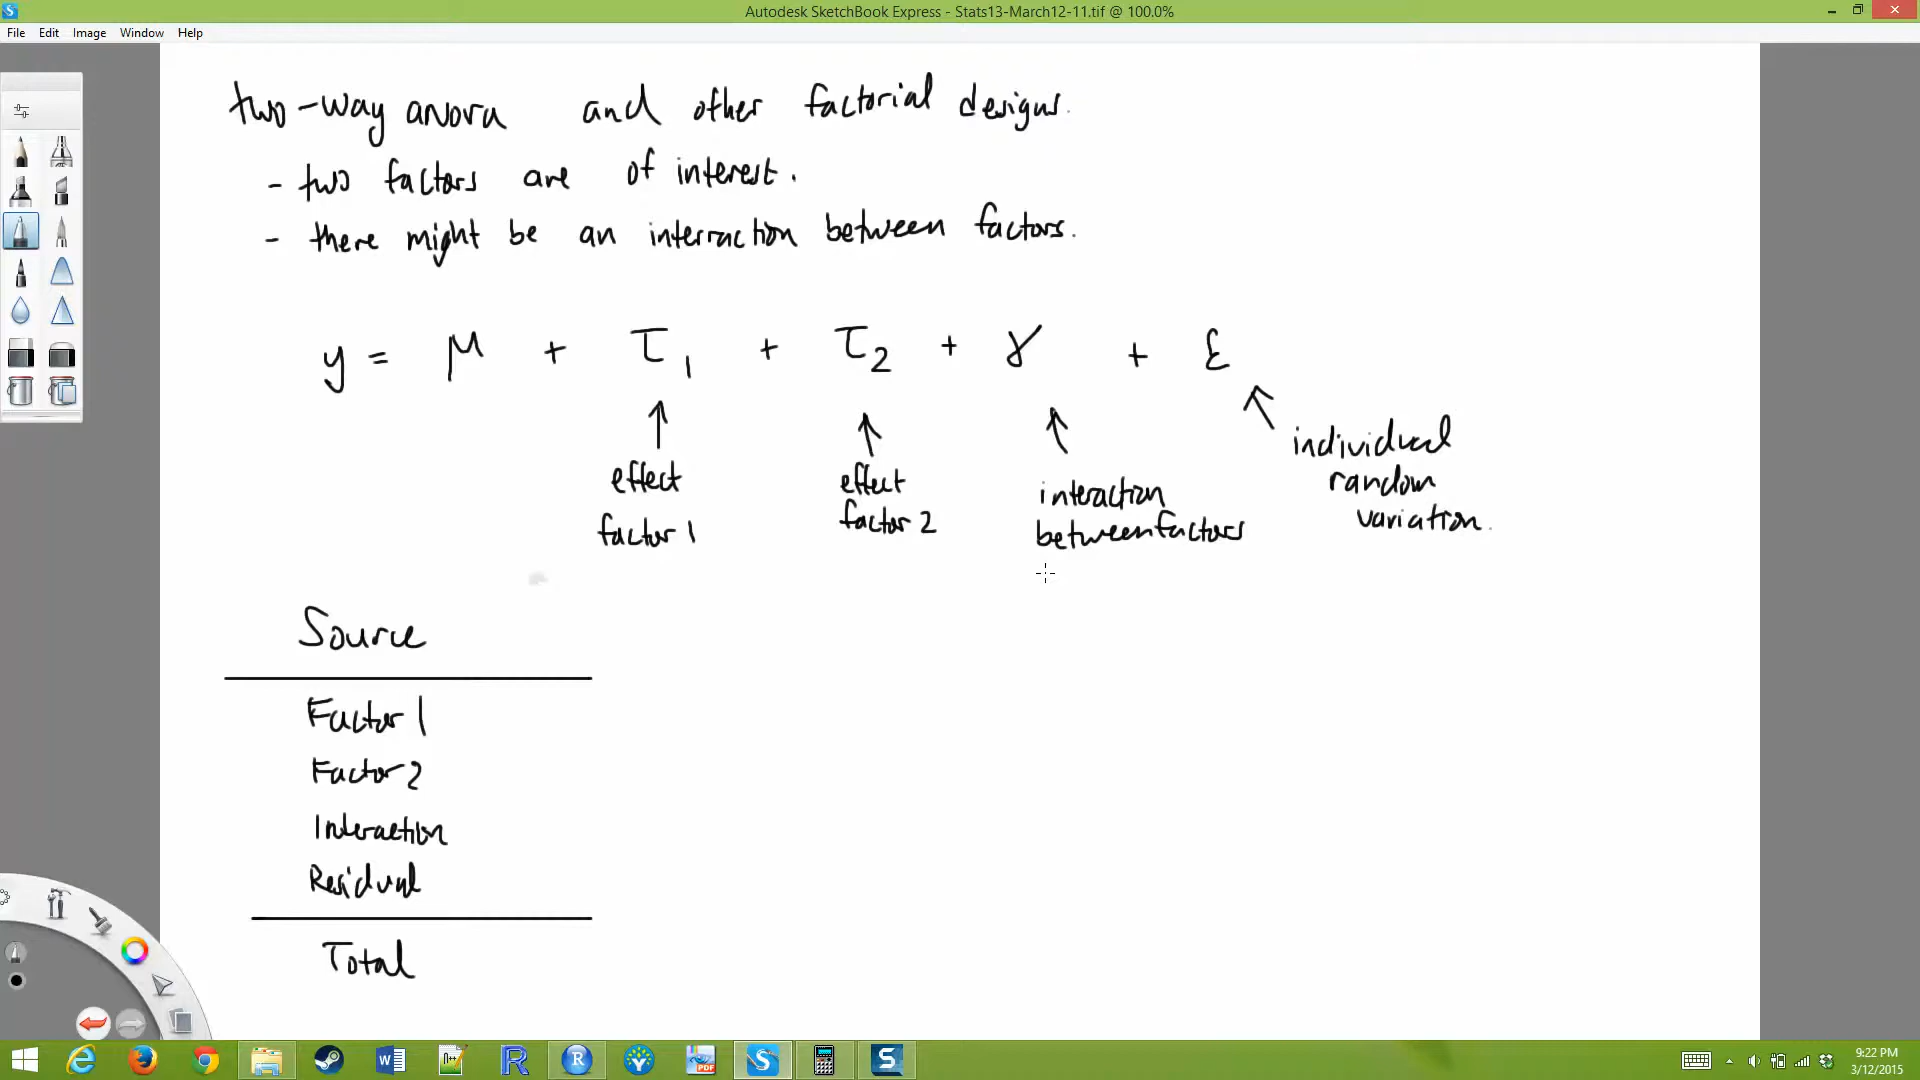 Autodesk SketchBook Express - Stats13-March12-11.tif @ 100.0%
File Edit Image Window Help
two-way anova and other factorial designs.
- two factors are of interest.
- there might be an interraction between factors.
y = μ + τ1 + τ2 + γ + ε
effect
factor 1
effect
factor 2
interaction
between factors
individual
random
variation.
Source
Factor 1
Factor 2
Interaction
Residual
Total
9:22 PM
3/12/2015